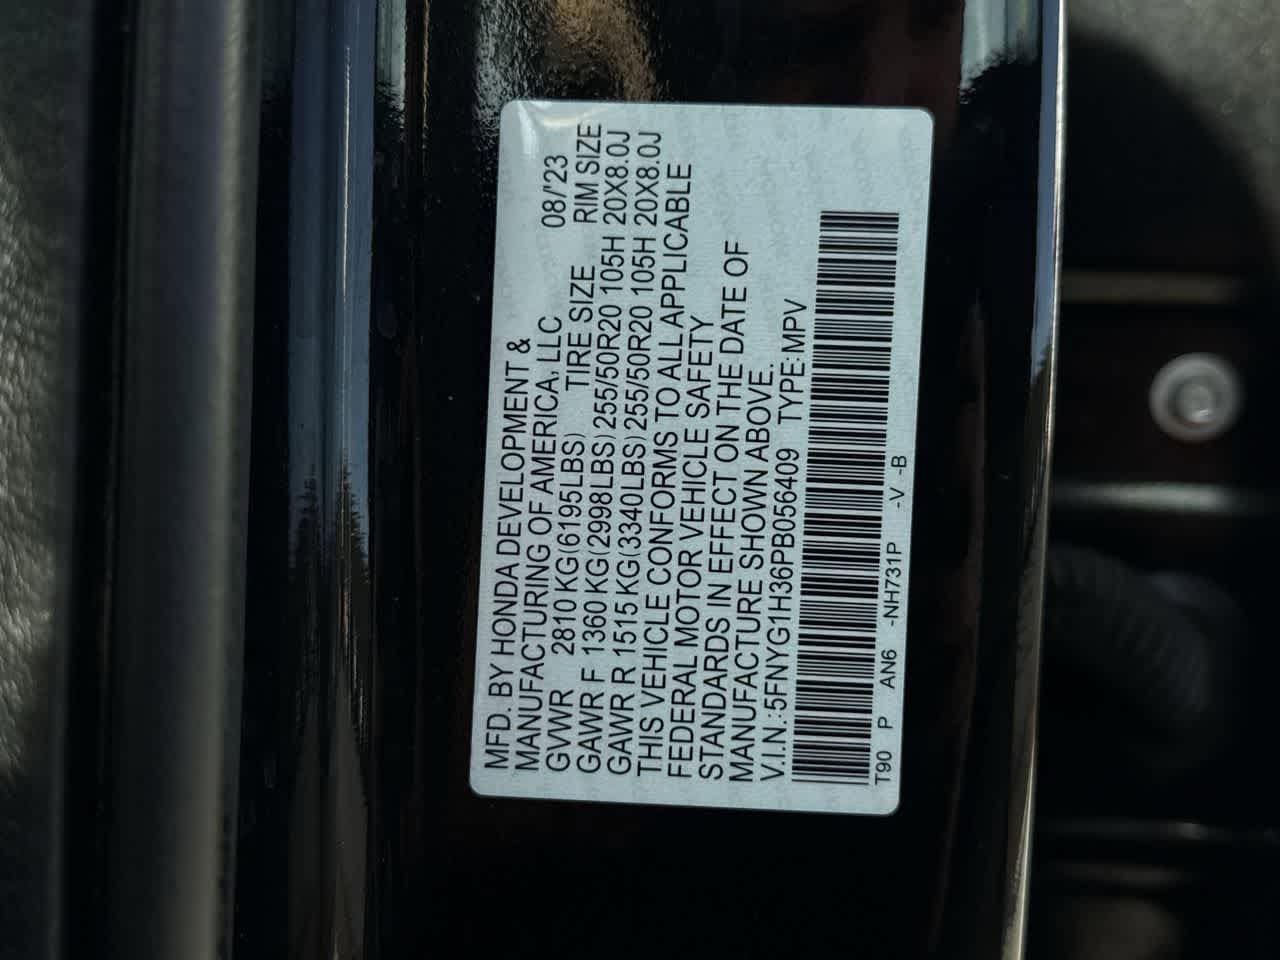 MFD. BY HONDA DEVELOPMENT &
MANUFACTURING OF AMERICA, LLC 08/'23
GVWR 2810 KG(6195LBS) TIRE SIZE RIM SIZE
GAWR F 1360 KG(2998LBS) 255/50R20 105H 20X8.0J
GAWR R 1515 KG(3340LBS) 255/50R20 105H 20X8.0J
THIS VEHICLE CONFORMS TO ALL APPLICABLE
FEDERAL MOTOR VEHICLE SAFETY
STANDARDS IN EFFECT ON THE DATE OF
MANUFACTURE SHOWN ABOVE.
V.I.N.:5FNYG1H36PB056409 TYPE: MPV
T90 P AN6 -NH731P -V -B